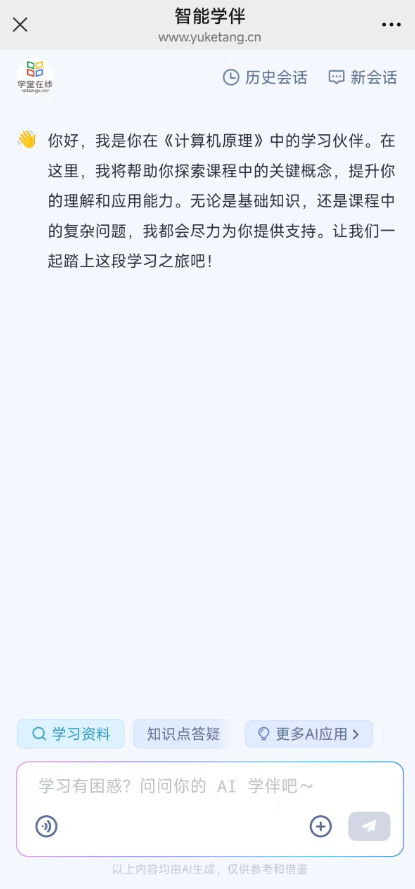 智能学伴
www.yuketang.cn
学堂在线
xuetangx.com
历史会话
新会话
你好，我是你在《计算机原理》中的学习伙伴。在
这里，我将帮助你探索课程中的关键概念，提升你
的理解和应用能力。无论是基础知识，还是课程中
的复杂问题，我都会尽力为你提供支持。让我们一
起踏上这段学习之旅吧！
学习资料
知识点答疑
更多AI应用
学习有困惑？问问你的 AI 学伴吧～
以上内容均由AI生成，仅供参考和借鉴